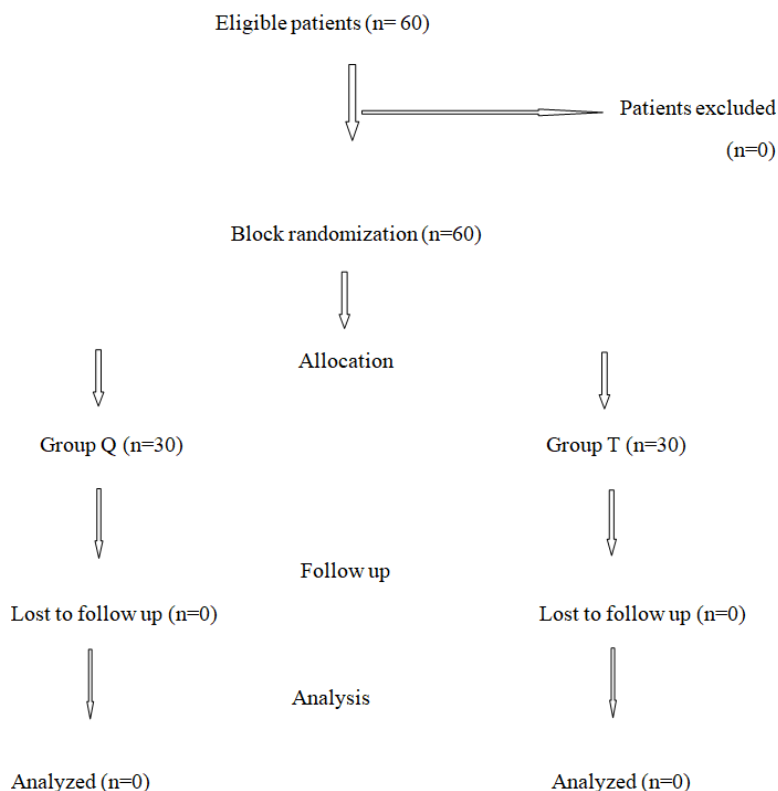 Eligible patients (n= 60)
Patients excluded
(n=0)
Block randomization (n=60)
Allocation
Group Q (n=30)
Group T (n=30)
Follow up
Lost to follow up (n=0)
Lost to follow up (n=0)
Analysis
Analyzed (n=0)
Analyzed (n=0)